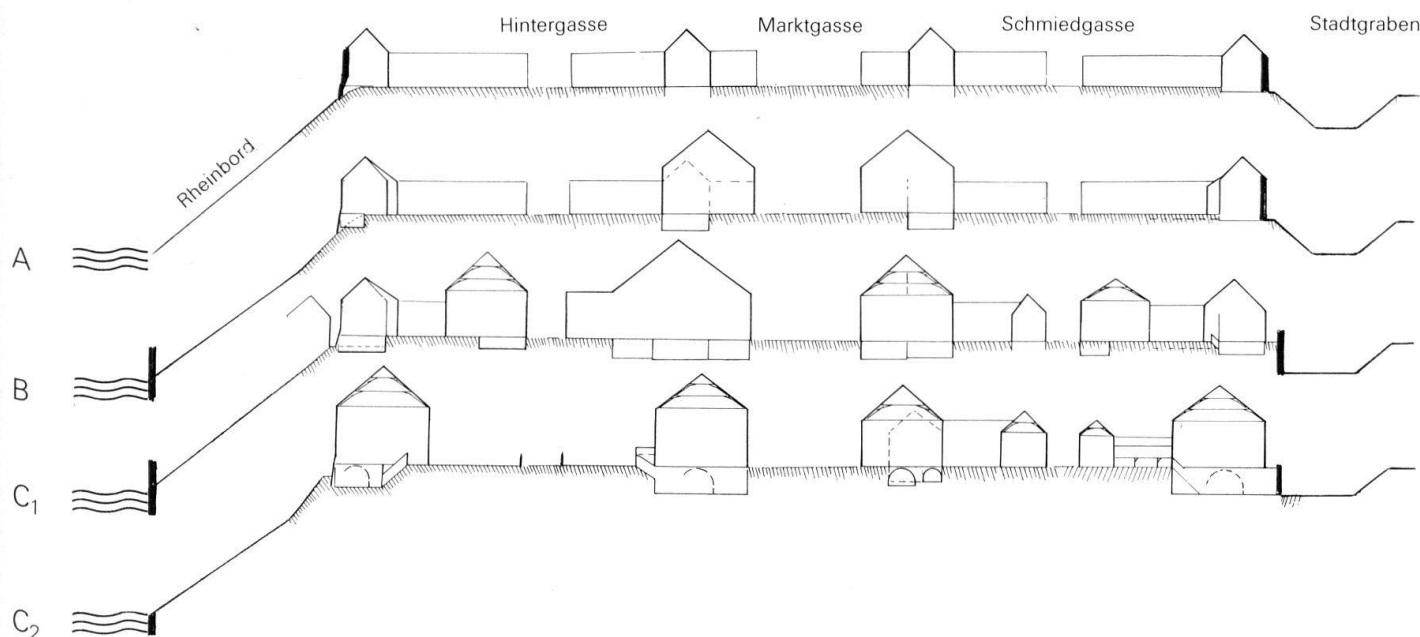 Hintergasse Marktgasse Schmiedgasse Stadtgraben
Rheinbord
A
B
C₁
C₂